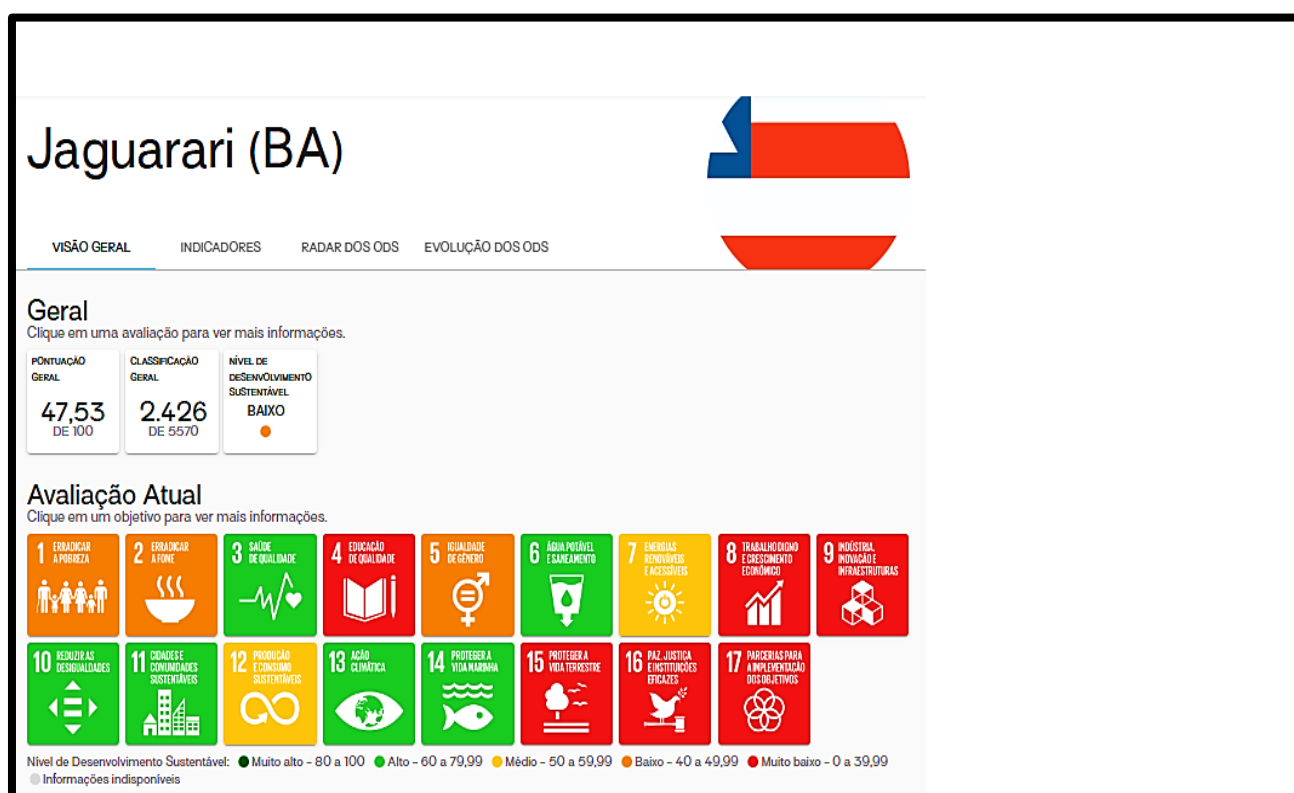 Jaguarari (BA)
VISÃO GERAL INDICADORES RADAR DOS ODS EVOLUÇÃO DOS ODS
Geral
Clique em uma avaliação para ver mais informações.
PONTUAÇÃO GERAL
47,53
DE 100
CLASSIFICAÇÃO GERAL
2.426
DE 5570
NÍVEL DE DESENVOLVIMENTO SUSTENTÁVEL
BAIXO
Avaliação Atual
Clique em um objetivo para ver mais informações.
1 ERRADICAR A POBREZA
2 ERRADICAR A FONE
3 SAÚDE DE QUALIDADE
4 EDUCAÇÃO DE QUALIDADE
5 IGUALDADE DE GÉNERO
6 ÁGUA POTÁVEL E SANEAMENTO
7 ENERGIAS RENOVÁVEIS E ACESSÍVEIS
8 TRABALHO DIGNO E CRESCIMENTO ECONÓMICO
9 INDÚSTRIA, INOVAÇÃO E INFRAESTRUTURAS
10 REDUZIR AS DESIGUALDADES
11 CIDADES E COMUNIDADES SUSTENTÁVEIS
12 PRODUÇÃO E CONSUMO SUSTENTÁVEIS
13 AÇÃO CLIMÁTICA
14 PROTEGER A VIDA MARINHA
15 PROTEGER A VIDA TERRESTRE
16 PAZ, JUSTIÇA E INSTITUIÇÕES EFICAZES
17 PARCERIAS PARA A IMPLEMENTAÇÃO DOS OBJETIVOS
Nível de Desenvolvimento Sustentável: Muito alto - 80 a 100 Alto - 60 a 79,99 Médio - 50 a 59,99 Baixo - 40 a 49,99 Muito baixo - 0 a 39,99
Informações indisponíveis